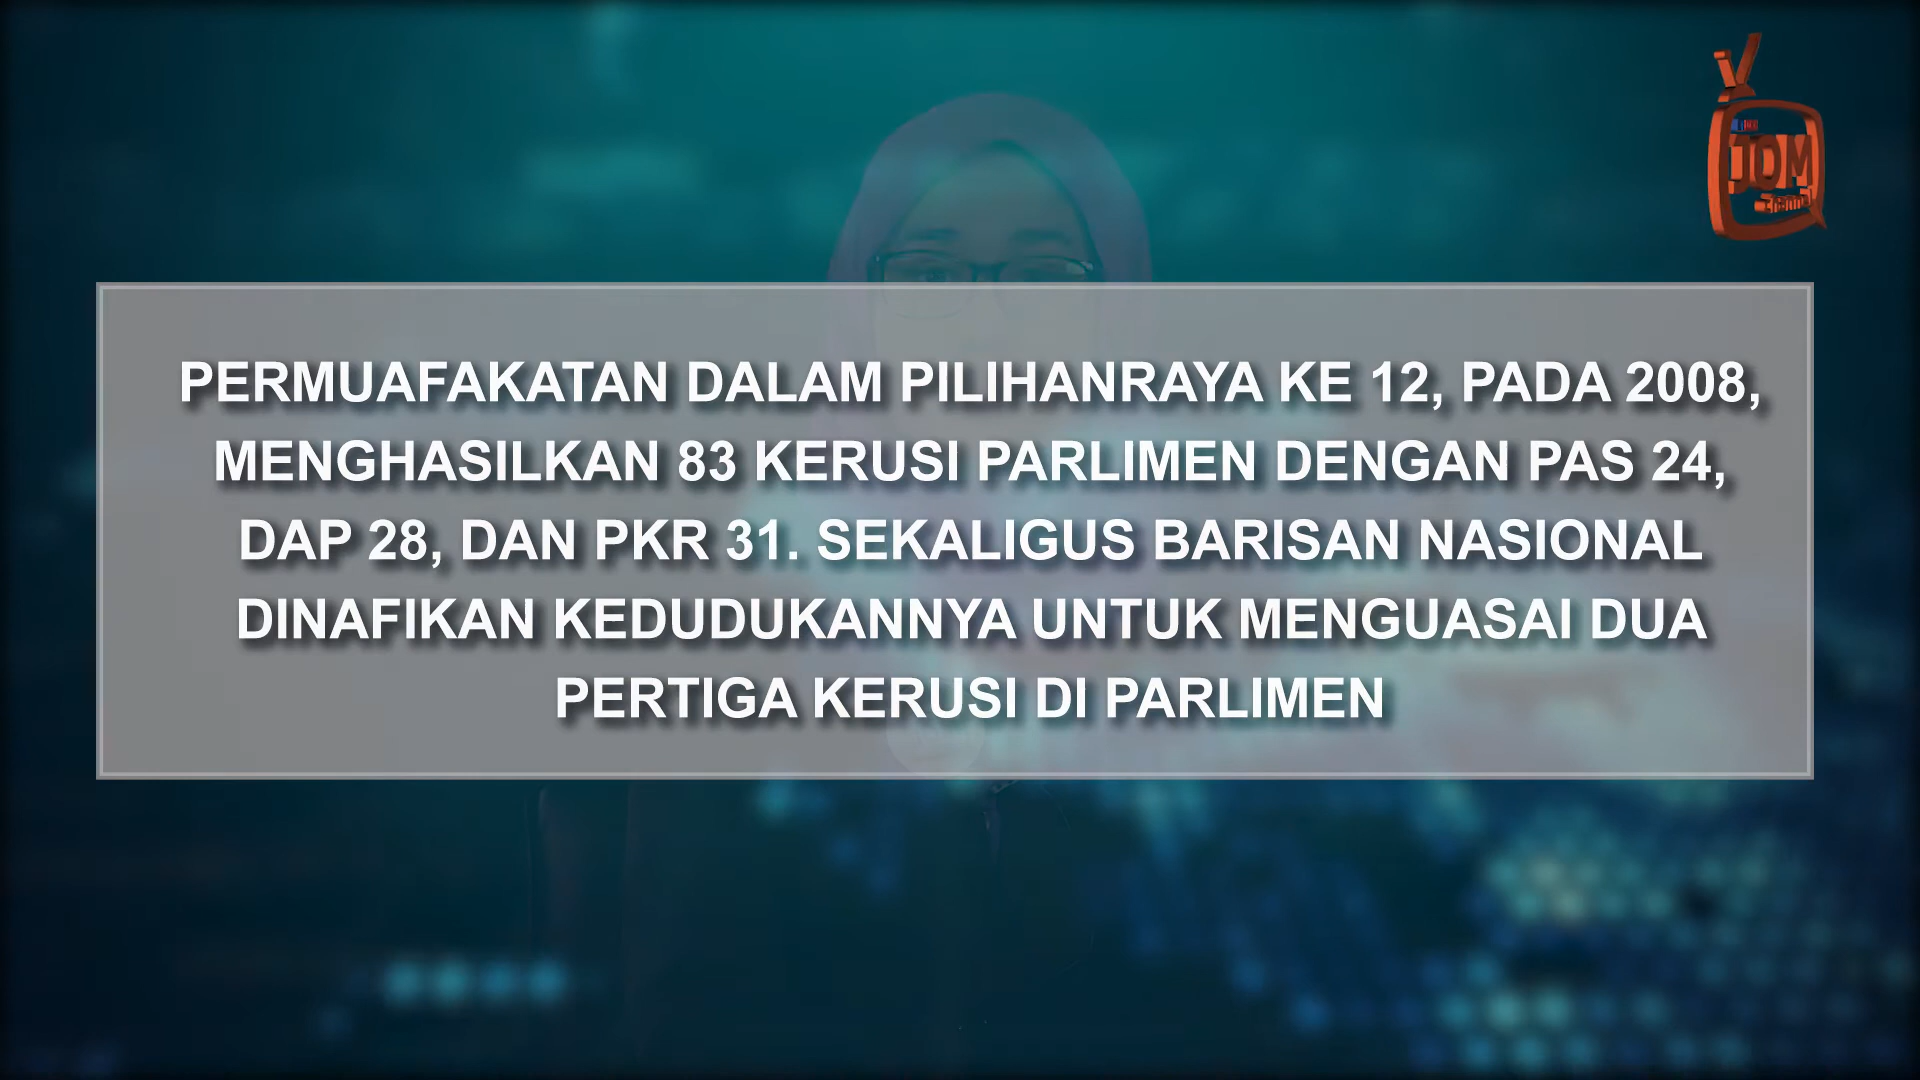 JOM
Channel
PERMUAFAKATAN DALAM PILIHANRAYA KE 12, PADA 2008,
MENGHASILKAN 83 KERUSI PARLIMEN DENGAN PAS 24,
DAP 28, DAN PKR 31. SEKALIGUS BARISAN NASIONAL
DINAFIKAN KEDUDUKANNYA UNTUK MENGUASAI DUA
PERTIGA KERUSI DI PARLIMEN